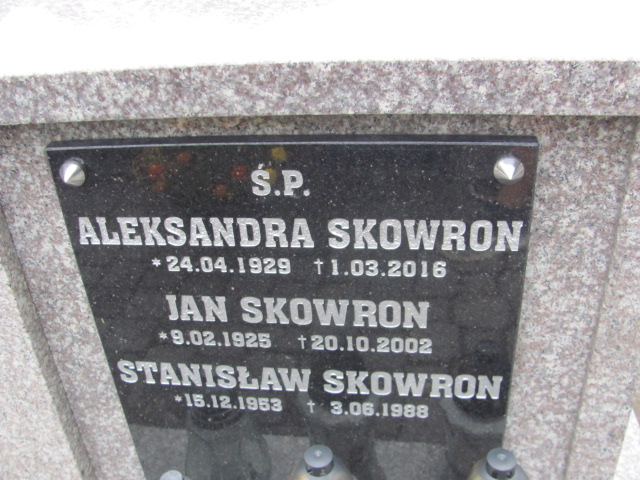 Ś.P.
ALEKSANDRA SKOWRON
*24.04.1929 †1.03.2016
JAN SKOWRON
*9.02.1925 †20.10.2002
STANISŁAW SKOWRON
*15.12.1953 † 3.06.1988